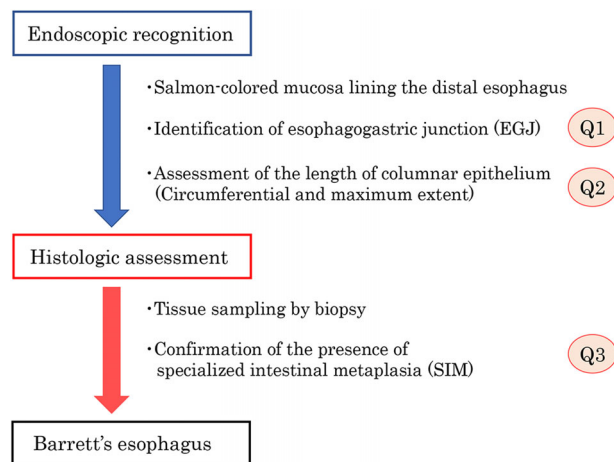 Endoscopic recognition
・Salmon-colored mucosa lining the distal esophagus
・Identification of esophagogastric junction (EGJ)
Q1
・Assessment of the length of columnar epithelium
(Circumferential and maximum extent)
Q2
Histologic assessment
・Tissue sampling by biopsy
・Confirmation of the presence of
specialized intestinal metaplasia (SIM)
Q3
Barrett's esophagus